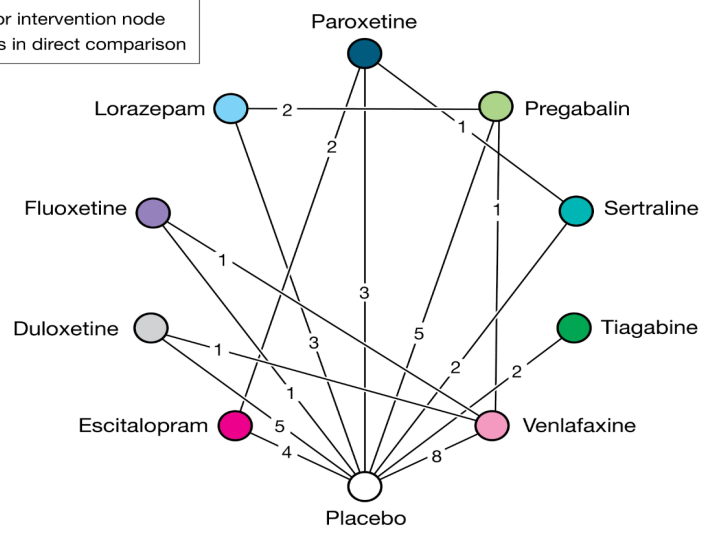 or intervention node
s in direct comparison
Paroxetine
Lorazepam
2
Pregabalin
1
2
Fluoxetine
1
Sertraline
1
3
Duluxetine
5
Tiagabine
1
3
2
2
1
Escitalopram
5
Venlafaxine
4
8
Placebo